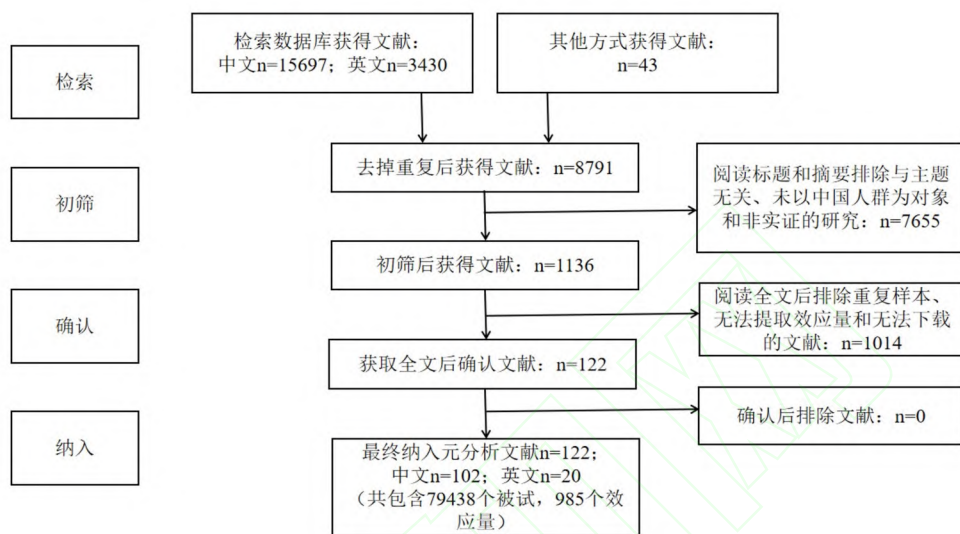 检索
检索数据库获得文献：
中文n=15697；英文n=3430
其他方式获得文献：
n=43
初筛
去掉重复后获得文献：n=8791
阅读标题和摘要排除与主题
无关、未以中国人群为对象
和非实证的研究：n=7655
初筛后获得文献：n=1136
确认
阅读全文后排除重复样本、
无法提取效应量和无法下载
的文献：n=1014
获取全文后确认文献：n=122
纳入
确认后排除文献：n=0
最终纳入元分析文献n=122；
中文n=102；英文n=20
（共包含79438个被试，985个效
应量）